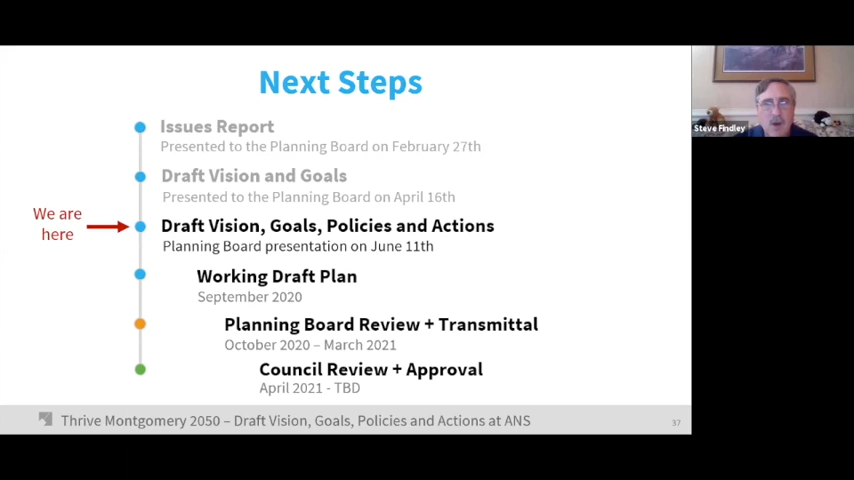 Next Steps
Issues Report
Presented to the Planning Board on February 27th
Draft Vision and Goals
Presented to the Planning Board on April 16th
We are
here
Draft Vision, Goals, Policies and Actions
Planning Board presentation on June 11th
Working Draft Plan
September 2020
Planning Board Review + Transmittal
October 2020 – March 2021
Council Review + Approval
April 2021 - TBD
Thrive Montgomery 2050 – Draft Vision, Goals, Policies and Actions at ANS
37
Steve Findley